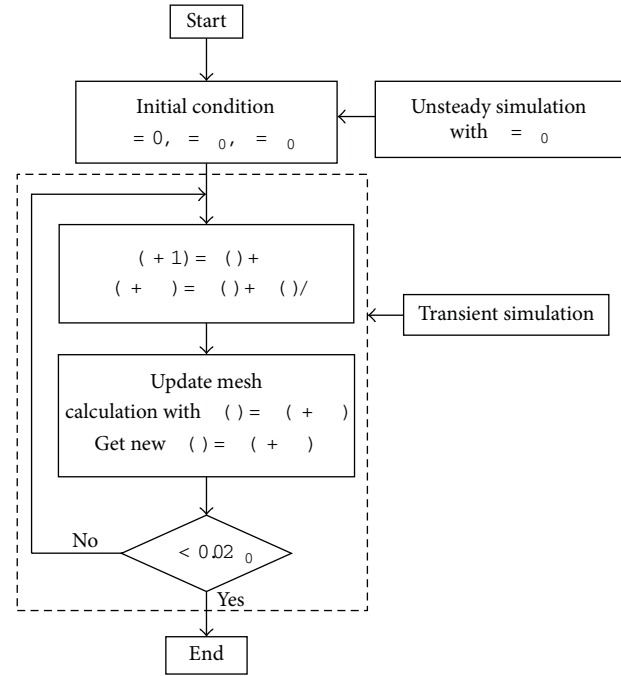 Start
Initial condition
= 0, = 0, = 0
Unsteady simulation
with = 0
( + 1) = () +
( + ) = () + ()/
Transient simulation
Update mesh
calculation with () = ( + )
Get new () = ( + )
No
< 0.02 0
Yes
End